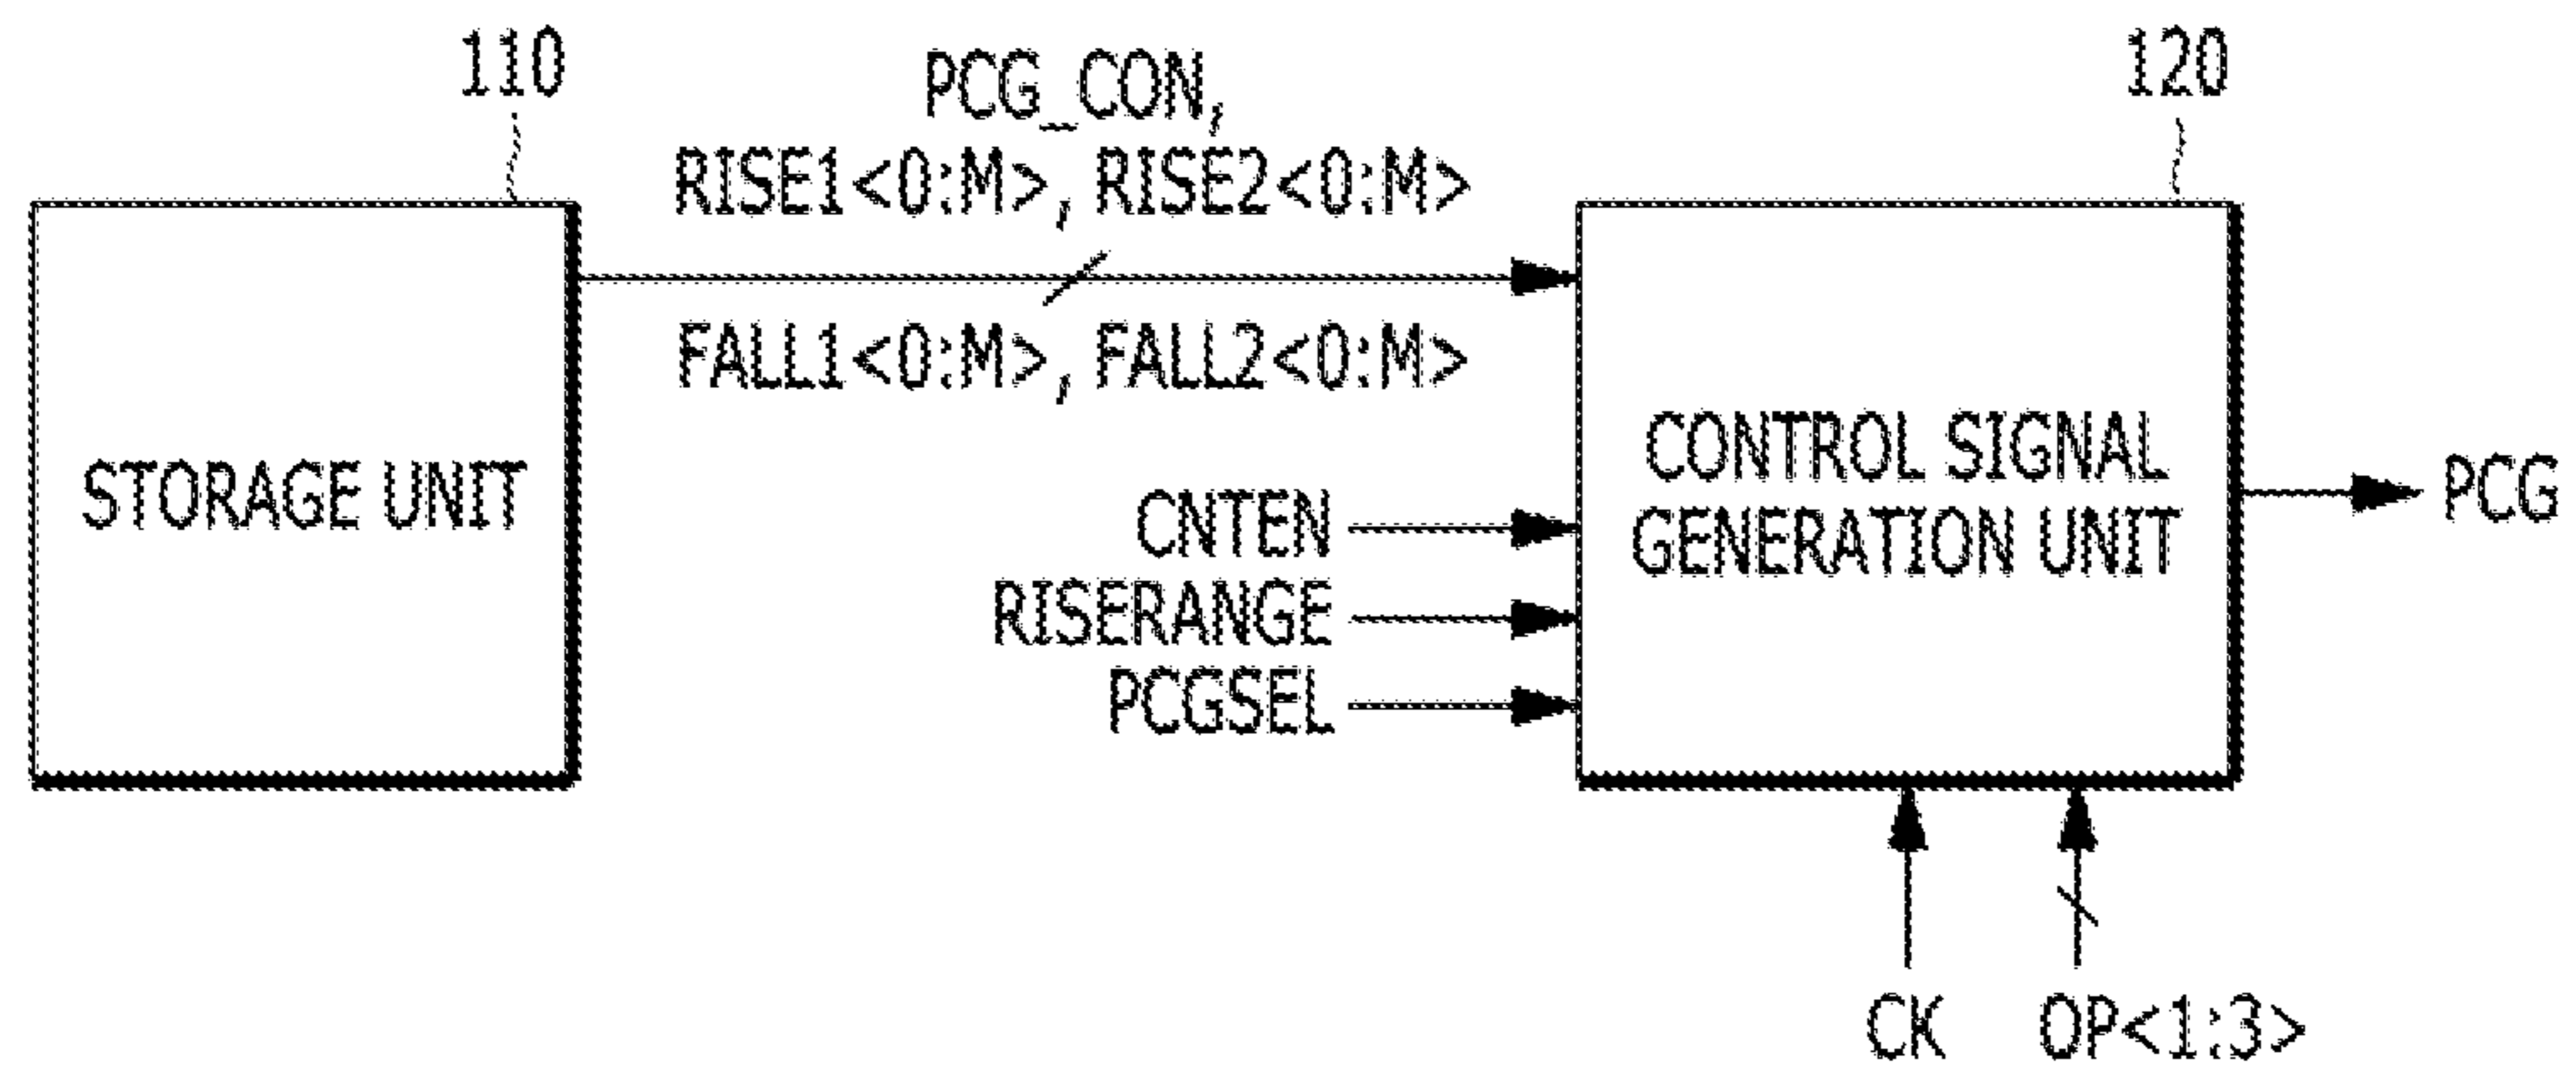 110
120
PCG_CON,
RISE1<0:M>, RISE2<0:M>
FALL1<0:M>, FALL2<0:M>
STORAGE UNIT
CONTROL SIGNAL
GENERATION UNIT
CNTEN
RISERANGE
PCGSEL
PCG
CK
OP<1:3>